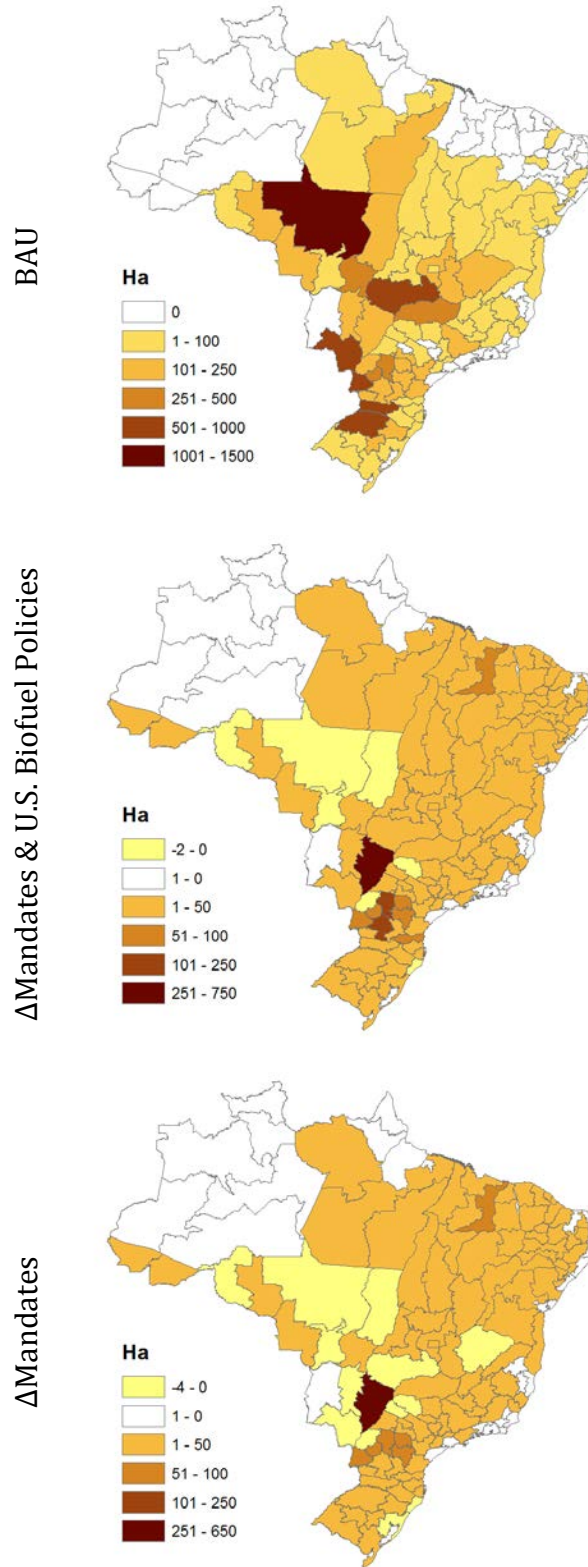 BAU
Ha
0
1 - 100
101 - 250
251 - 500
501 - 1000
1001 - 1500
ΔMandates & U.S. Biofuel Policies
Ha
-2 - 0
1 - 0
1 - 50
51 - 100
101 - 250
251 - 750
ΔMandates
Ha
-4 - 0
1 - 0
1 - 50
51 - 100
101 - 250
251 - 650